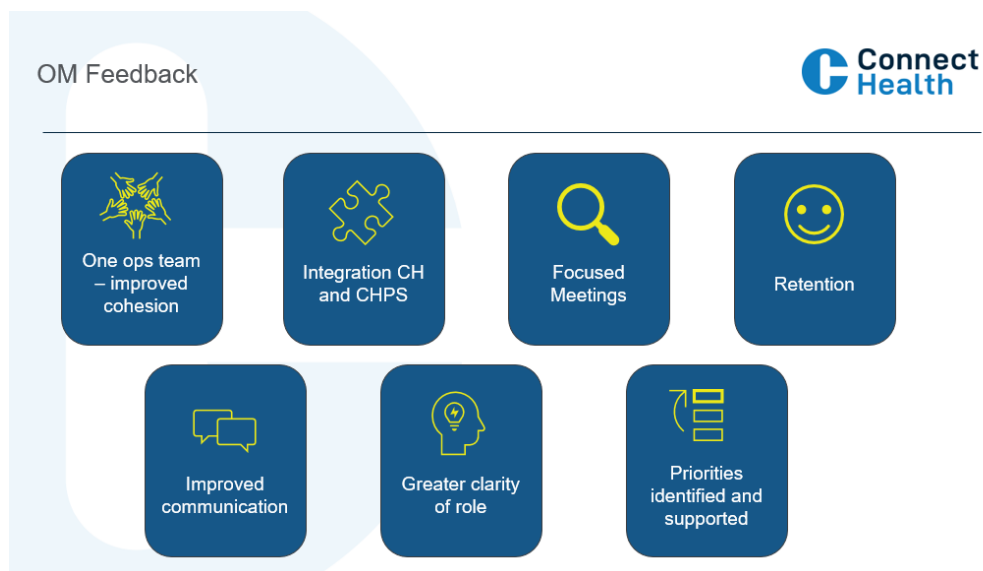 OM Feedback
Connect
Health
One ops team
– improved
cohesion
Integration CH
and CHPS
Focused
Meetings
Retention
Improved
communication
Greater clarity
of role
Priorities
identified and
supported